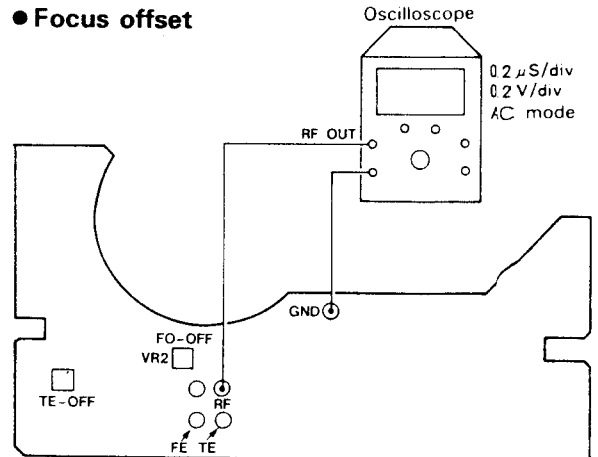 ● Focus offset
Oscilloscope
0.2 μS/div
0.2 V/div
AC mode
RF OUT
GND
FO-OFF
VR2
TE-OFF
RF
FE TE